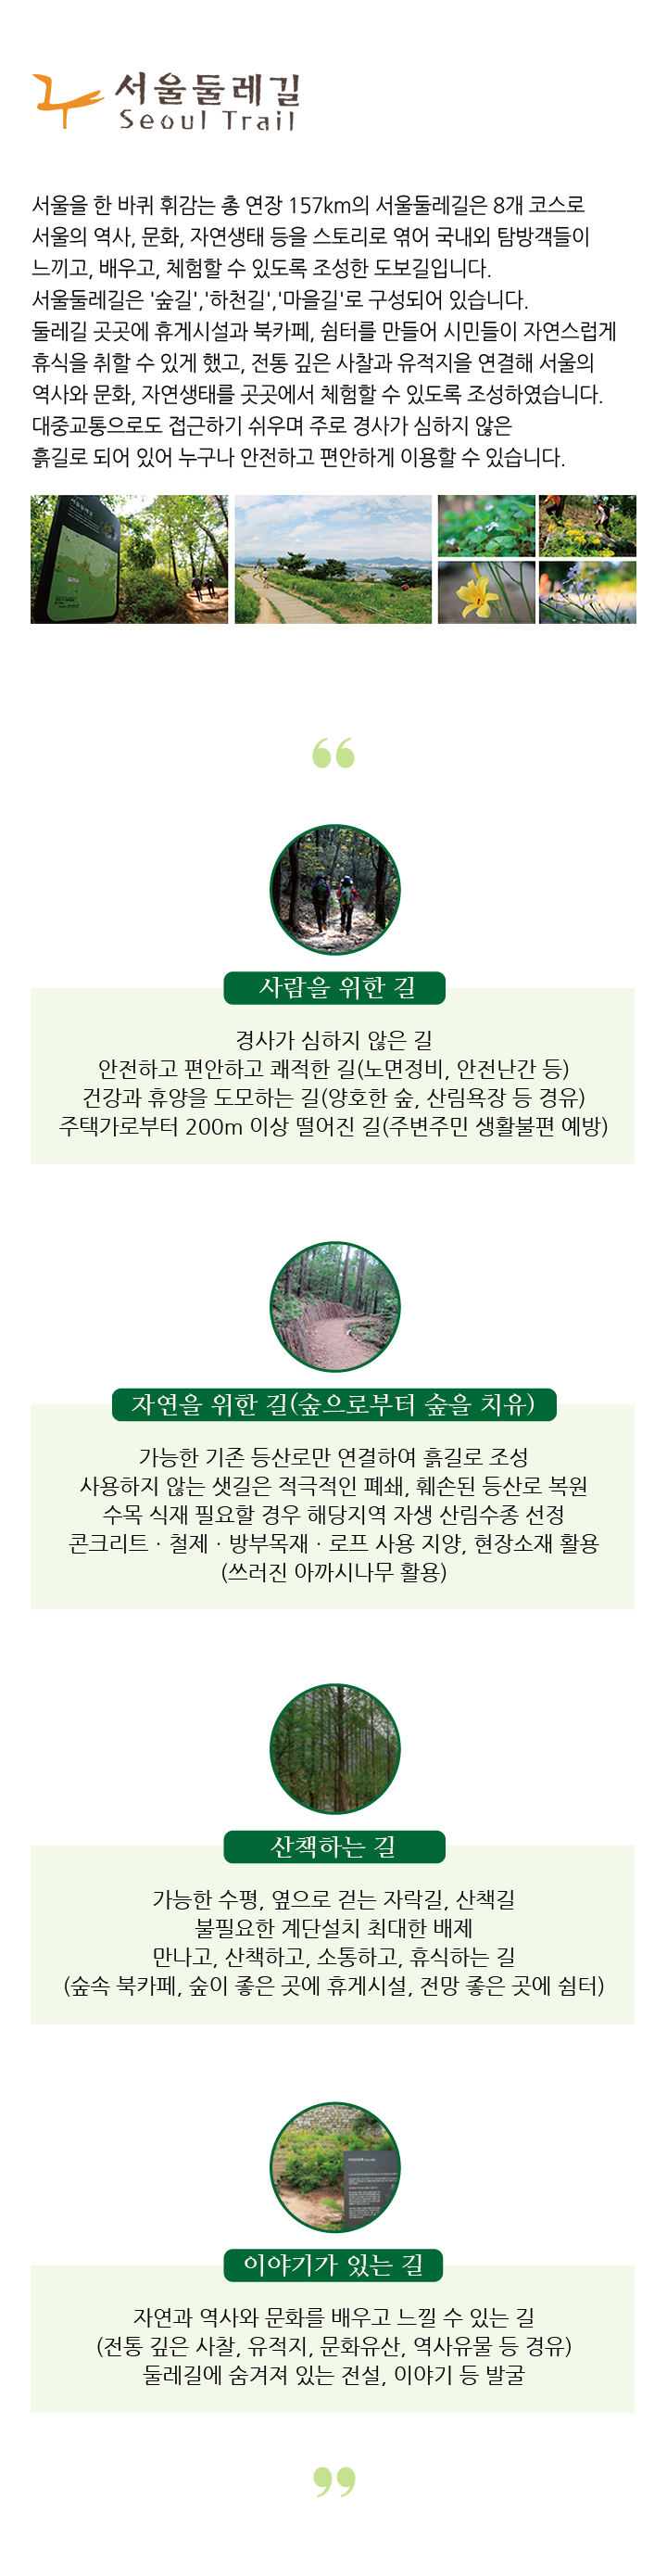 서울둘레길
Seoul Trail
서울을 한 바퀴 휘감는 총 연장 157km의 서울둘레길은 8개 코스로
서울의 역사, 문화, 자연생태 등을 스토리로 엮어 국내외 탐방객들이
느끼고, 배우고, 체험할 수 있도록 조성한 도보길입니다.
서울둘레길은 '숲길','하천길','마을길'로 구성되어 있습니다.
둘레길 곳곳에 휴게시설과 북카페, 쉼터를 만들어 시민들이 자연스럽게
휴식을 취할 수 있게 했고, 전통 깊은 사찰과 유적지을 연결해 서울의
역사와 문화, 자연생태를 곳곳에서 체험할 수 있도록 조성하였습니다.
대중교통으로도 접근하기 쉬우며 주로 경사가 심하지 않은
흙길로 되어 있어 누구나 안전하고 편안하게 이용할 수 있습니다.
서울둘레길
“
사람을 위한 길
경사가 심하지 않은 길
안전하고 편안하고 쾌적한 길(노면정비, 안전난간 등)
건강과 휴양을 도모하는 길(양호한 숲, 산림욕장 등 경유)
주택가로부터 200m 이상 떨어진 길(주변주민 생활불편 예방)
자연을 위한 길(숲으로부터 숲을 치유)
가능한 기존 등산로만 연결하여 흙길로 조성
사용하지 않는 샛길은 적극적인 폐쇄, 훼손된 등산로 복원
수목 식재 필요할 경우 해당지역 자생 산림수종 선정
콘크리트 · 철제 · 방부목재 · 로프 사용 지양, 현장소재 활용
(쓰러진 아까시나무 활용)
산책하는 길
가능한 수평, 옆으로 걷는 자락길, 산책길
불필요한 계단설치 최대한 배제
만나고, 산책하고, 소통하고, 휴식하는 길
(숲속 북카페, 숲이 좋은 곳에 휴게시설, 전망 좋은 곳에 쉼터)
이야기가 있는 길
자연과 역사와 문화를 배우고 느낄 수 있는 길
(전통 깊은 사찰, 유적지, 문화유산, 역사유물 등 경유)
둘레길에 숨겨져 있는 전설, 이야기 등 발굴
”